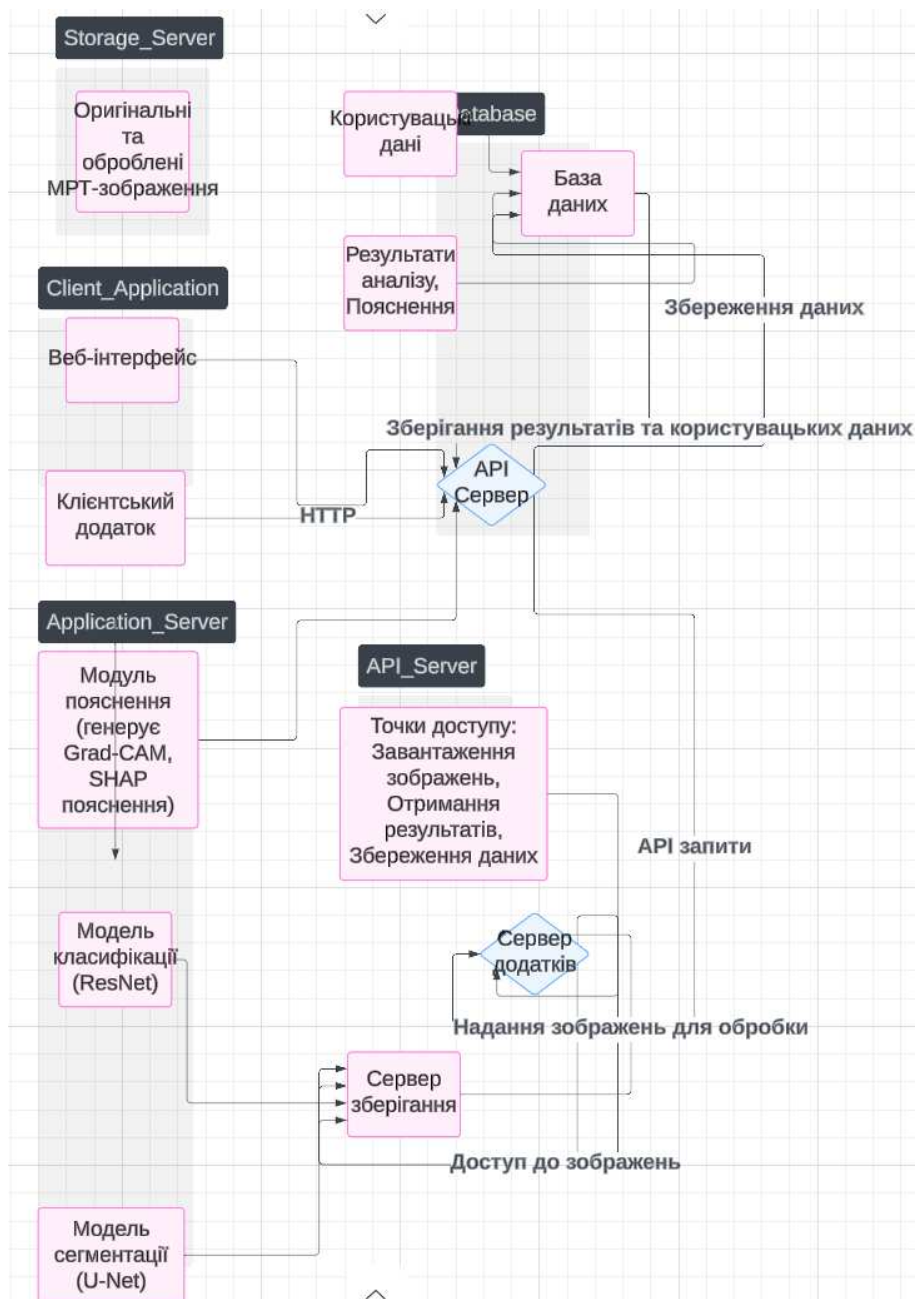 Storage_Server
Оригінальні
та
оброблені
МРТ-зображення
Користувацькі
дані
atabase
База
даних
Результати
аналізу,
Пояснення
Client_Application
Веб-інтерфейс
Збереження даних
Зберігання результатів та користувацьких даних
API
Сервер
Клієнтський
додаток
HTTP
Application_Server
Модуль
пояснення
(генерує
Grad-CAM,
SHAP
пояснення)
API_Server
Точки доступу:
Завантаження
зображень,
Отримання
результатів,
Збереження даних
API запити
Модель
класифікації
(ResNet)
Сервер
додатків
Надання зображень для обробки
Сервер
зберігання
Доступ до зображень
Модель
сегментації
(U-Net)